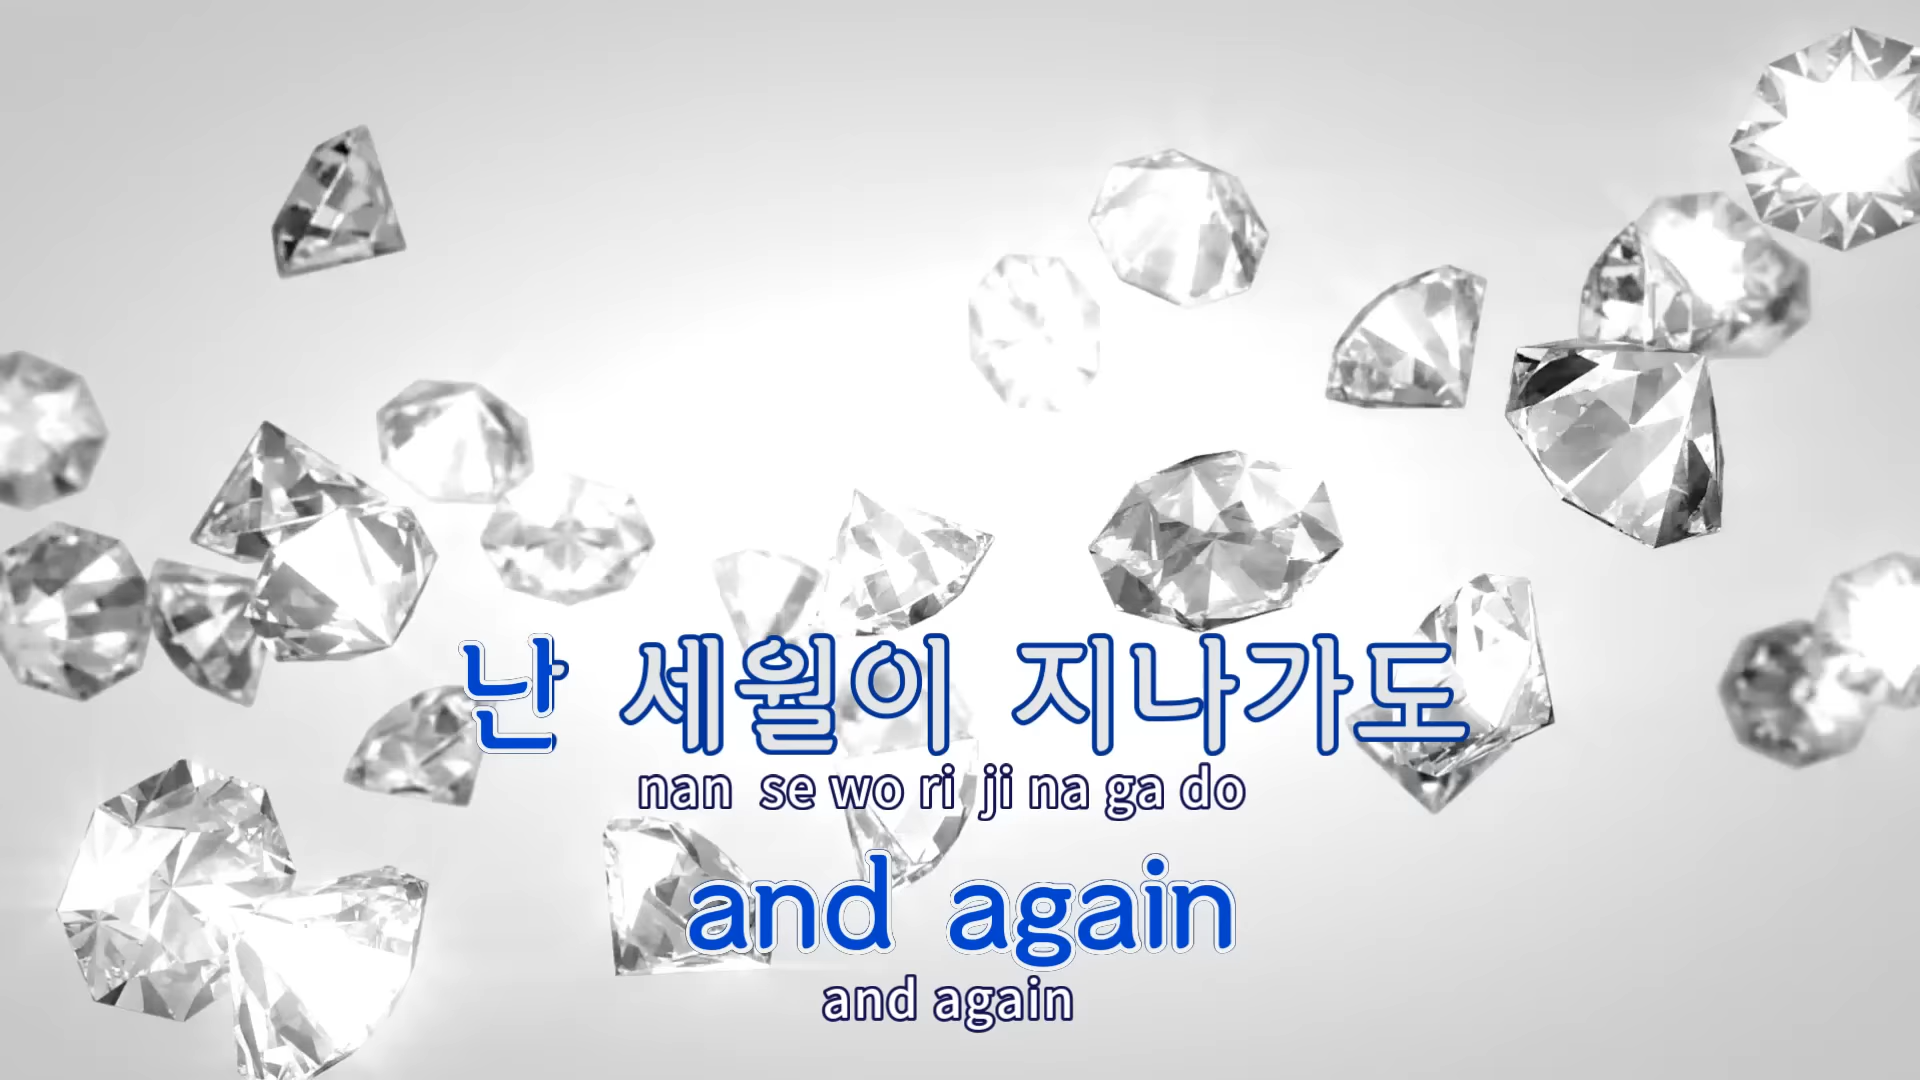 난 세월이 지나가도
nan se wo ri ji na ga do
and again
and again